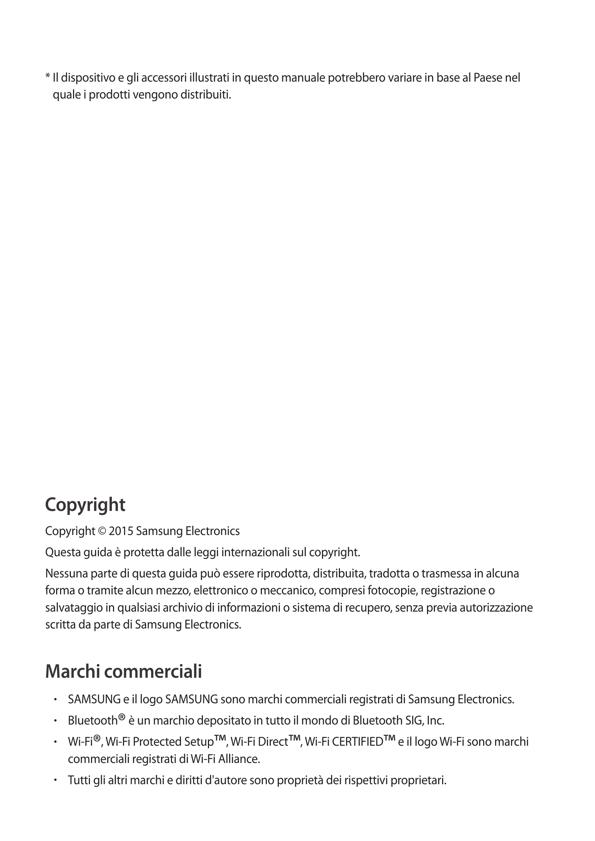 * Il dispositivo e gli accessori illustrati in questo manuale potrebbero variare in base al Paese nel
quale i prodotti vengono distribuiti.
Copyright
Copyright © 2015 Samsung Electronics
Questa guida è protetta dalle leggi internazionali sul copyright.
Nessuna parte di questa guida può essere riprodotta, distribuita, tradotta o trasmessa in alcuna
forma o tramite alcun mezzo, elettronico o meccanico, compresi fotocopie, registrazione o
salvataggio in qualsiasi archivio di informazioni o sistema di recupero, senza previa autorizzazione
scritta da parte di Samsung Electronics.
Marchi commerciali
• SAMSUNG e il logo SAMSUNG sono marchi commerciali registrati di Samsung Electronics.
• Bluetooth® è un marchio depositato in tutto il mondo di Bluetooth SIG, Inc.
• Wi-Fi®, Wi-Fi Protected Setup™, Wi-Fi Direct™, Wi-Fi CERTIFIED™ e il logo Wi-Fi sono marchi
commerciali registrati di Wi-Fi Alliance.
• Tutti gli altri marchi e diritti d'autore sono proprietà dei rispettivi proprietari.